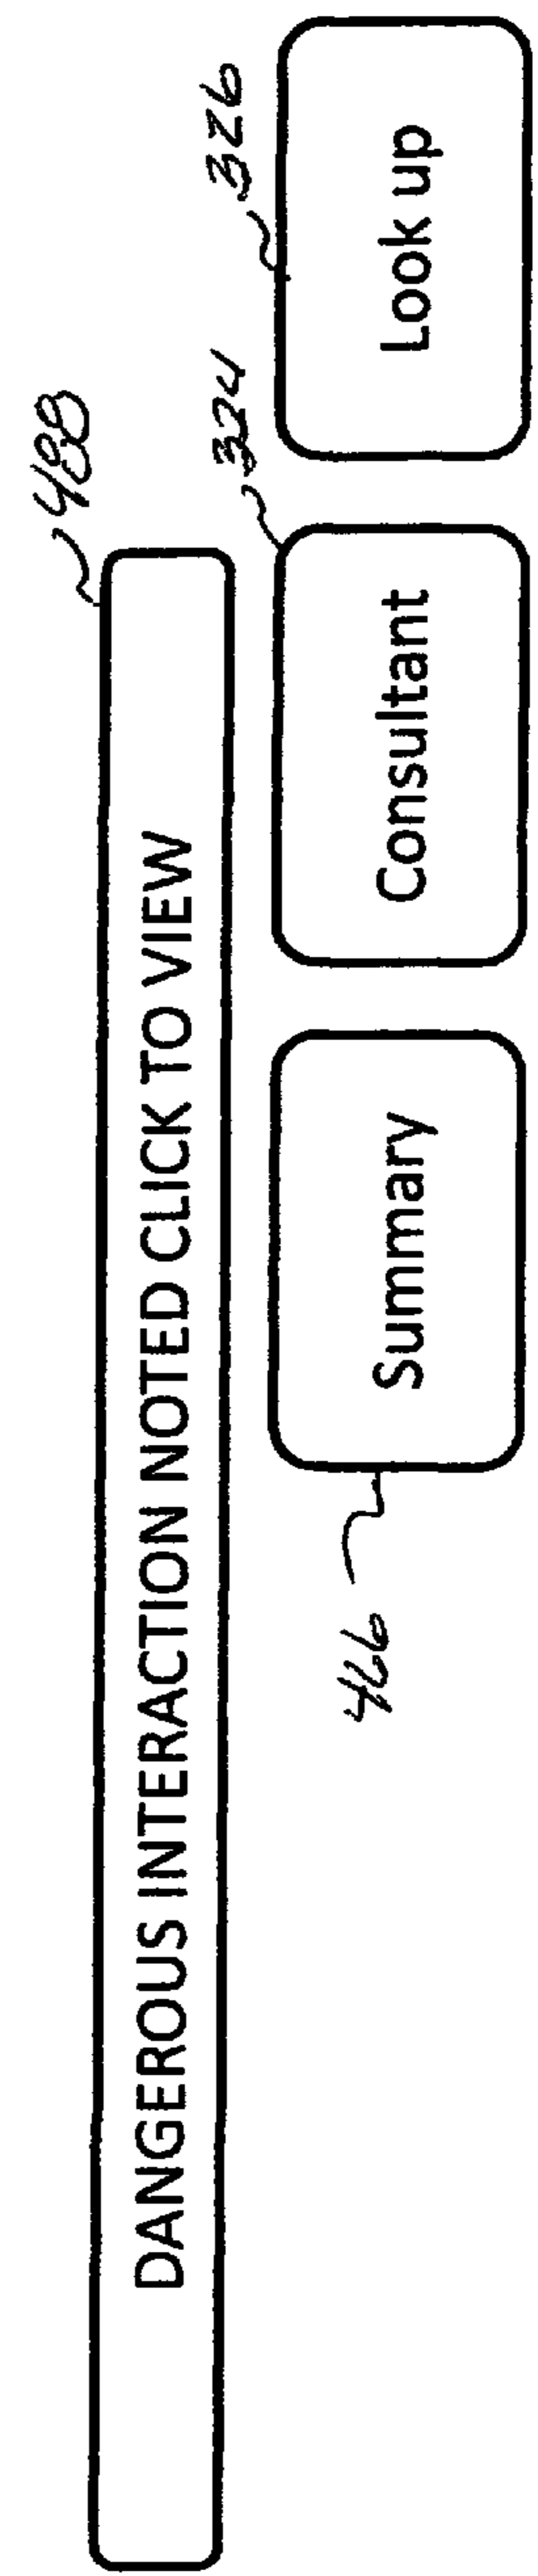 488
DANGEROUS INTERACTION NOTED CLICK TO VIEW
324
326
466
Summary
Consultant
Look up